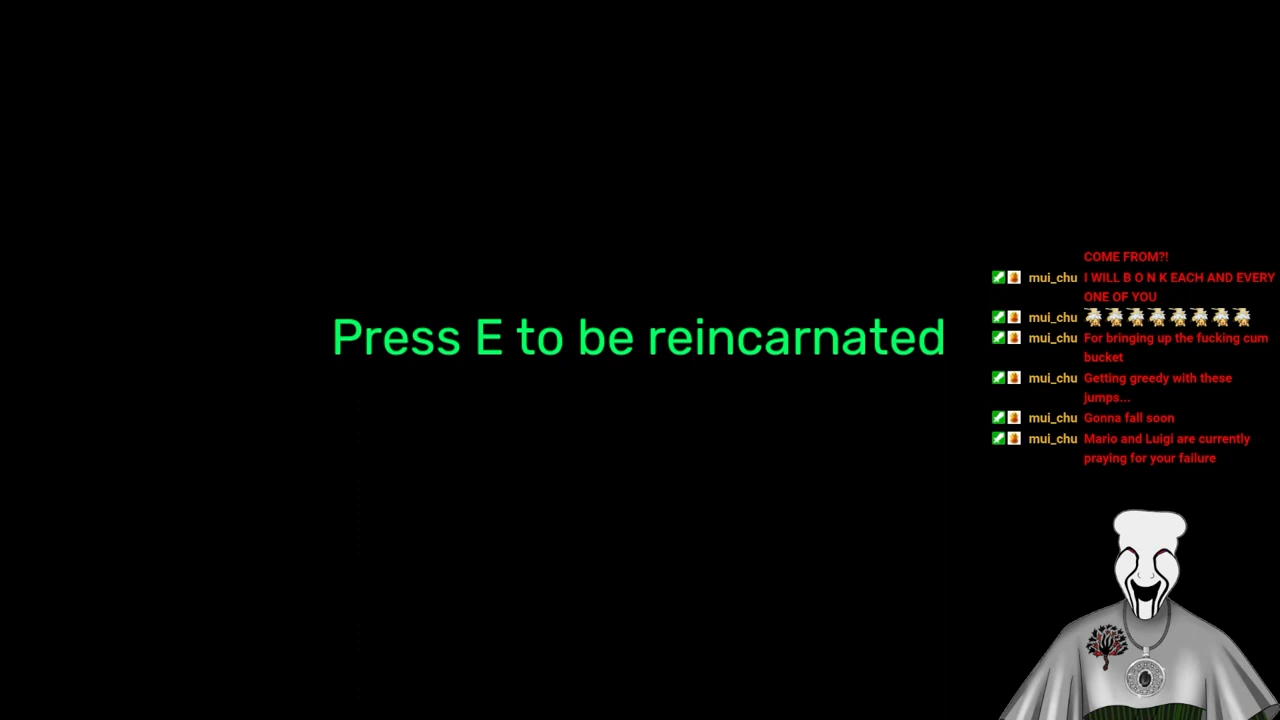 Press E to be reincarnated
COME FROM?!
mui_chu I WILL B O N K EACH AND EVERY
ONE OF YOU
mui_chu
mui_chu For bringing up the fucking cum
bucket
mui_chu Getting greedy with these
jumps...
mui_chu Gonna fall soon
mui_chu Mario and Luigi are currently
praying for your failure